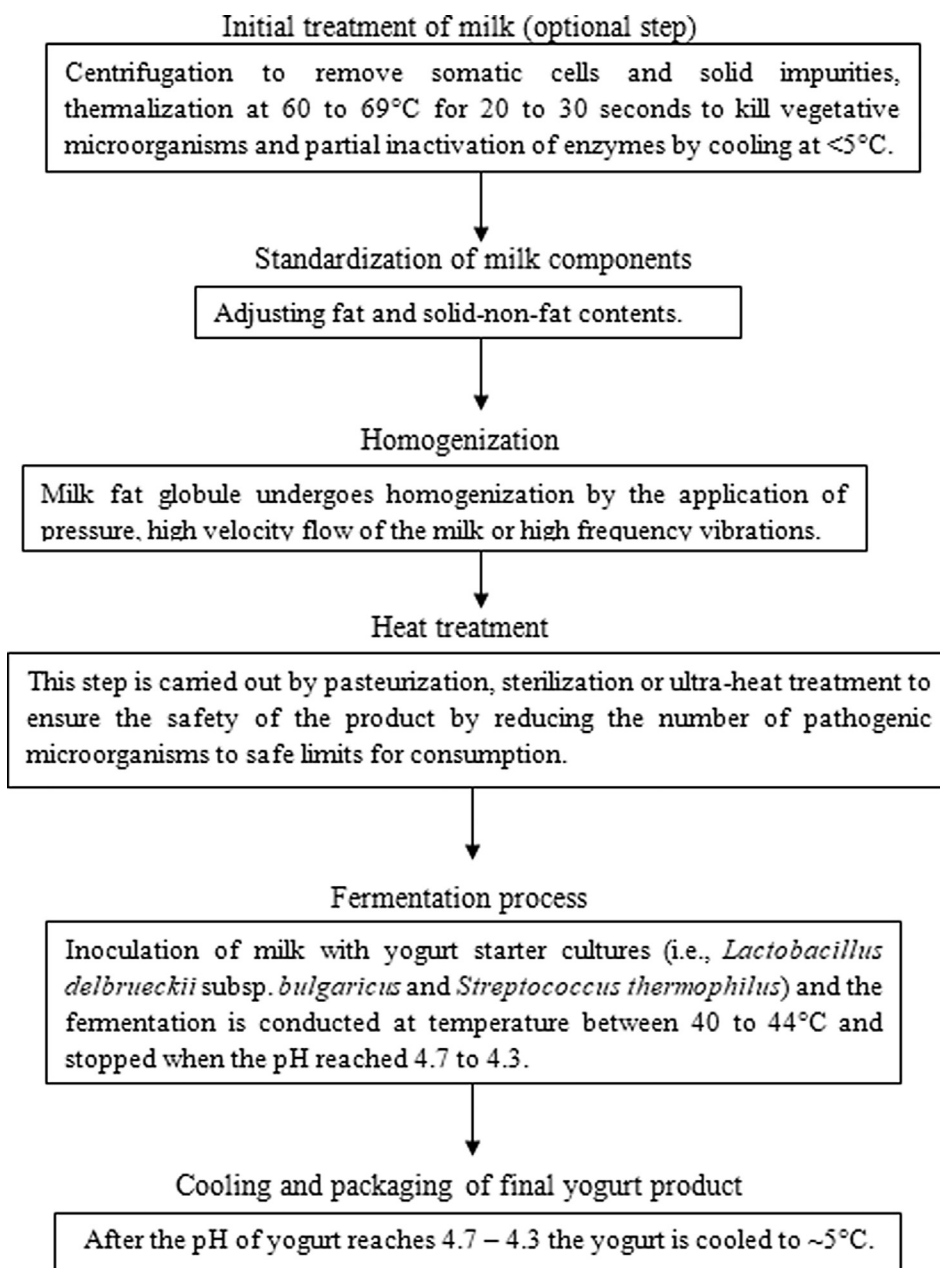 Initial treatment of milk (optional step)
Centrifugation to remove somatic cells and solid impurities,
thermalization at 60 to 69°C for 20 to 30 seconds to kill vegetative
microorganisms and partial inactivation of enzymes by cooling at <5°C.
Standardization of milk components
Adjusting fat and solid-non-fat contents.
Homogenization
Milk fat globule undergoes homogenization by the application of
pressure, high velocity flow of the milk or high frequency vibrations.
Heat treatment
This step is carried out by pasteurization, sterilization or ultra-heat treatment to
ensure the safety of the product by reducing the number of pathogenic
microorganisms to safe limits for consumption.
Fermentation process
Inoculation of milk with yogurt starter cultures (i.e., Lactobacillus
delbrueckii subsp. bulgaricus and Streptococcus thermophilus) and the
fermentation is conducted at temperature between 40 to 44°C and
stopped when the pH reached 4.7 to 4.3.
Cooling and packaging of final yogurt product
After the pH of yogurt reaches 4.7 – 4.3 the yogurt is cooled to ~5°C.